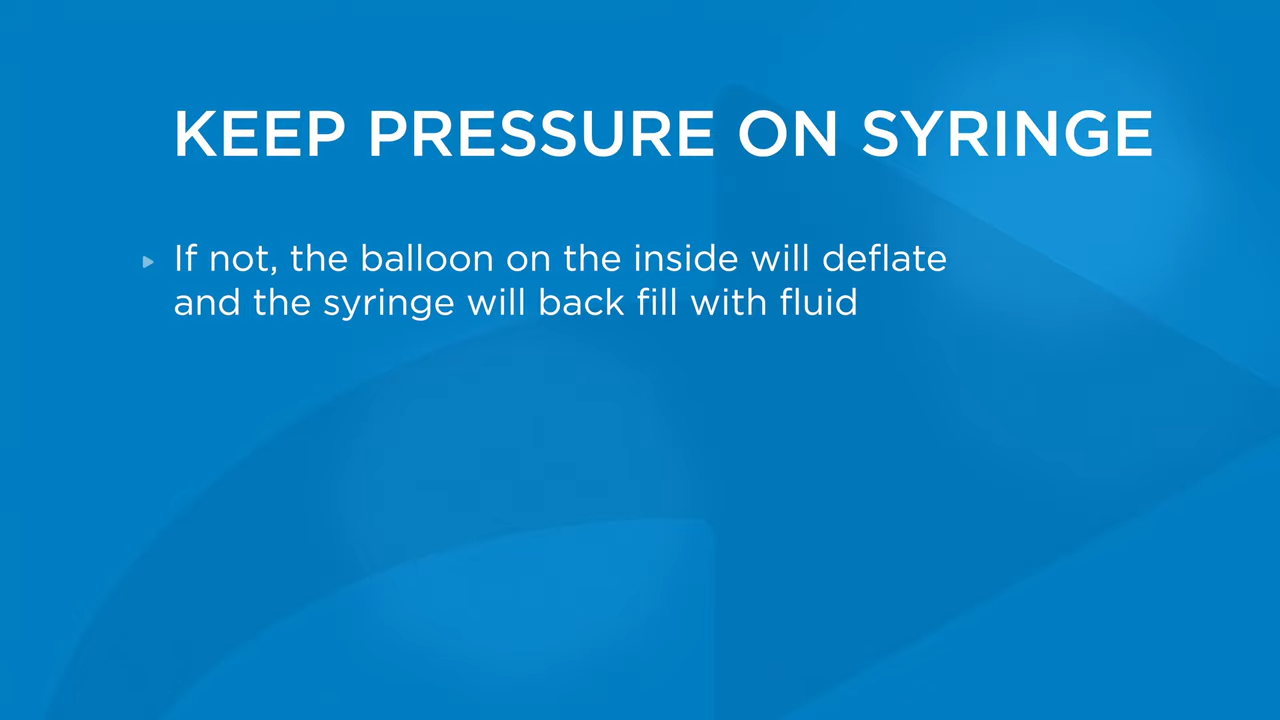 KEEP PRESSURE ON SYRINGE
If not, the balloon on the inside will deflate
and the syringe will back fill with fluid